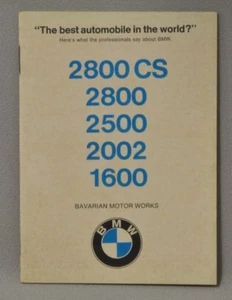 "The best automobile in the world?"
Here's what the professionals say about BMW.
2800 CS
2800
2500
2002
1600
BAVARIAN MOTOR WORKS
BMW